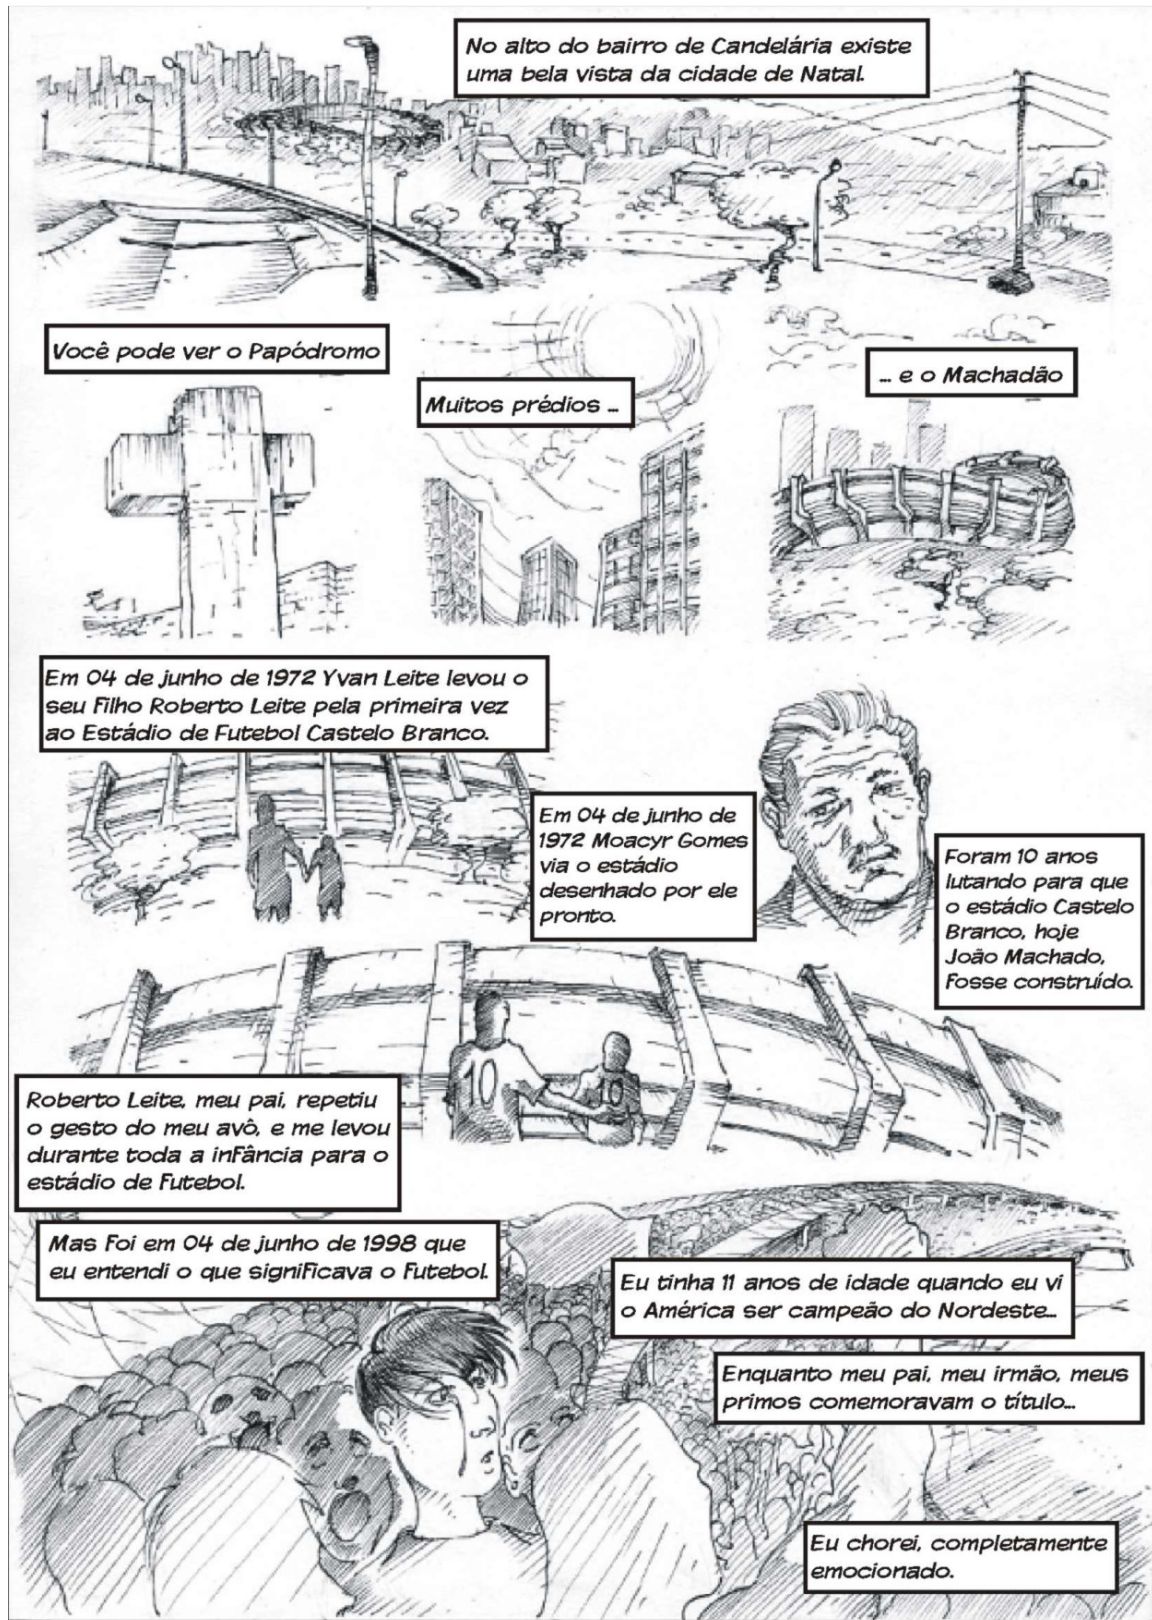 No alto do bairro de Candelária existe
uma bela vista da cidade de Natal.
Você pode ver o Papódromo
Muitos prédios ...
... e o Machadão
Em 04 de junho de 1972 Yvan Leite levou o
seu Filho Roberto Leite pela primeira vez
ao Estádio de Futebol Castelo Branco.
Em 04 de junho de
1972 Moacyr Gomes
via o estádio
desenhado por ele
pronto.
Foram 10 anos
lutando para que
o estádio Castelo
Branco, hoje
João Machado,
Fosse construído.
10
10
Roberto Leite, meu pai, repetiu
o gesto do meu avô, e me levou
durante toda a inFância para o
estádio de Futebol.
Mas Foi em 04 de junho de 1998 que
eu entendi o que signiFicava o Futebol.
Eu tinha 11 anos de idade quando eu vi
o América ser campeão do Nordeste...
Enquanto meu pai, meu irmão, meus
primos comemoravam o título...
Eu chorei, completamente
emocionado.